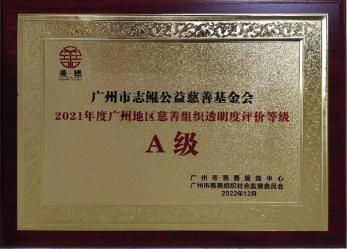 善·德
广州市志鲲公益慈善基金会
2021年度广州地区慈善组织透明度评价等级
A 级
广州市慈善服务中心
广州市慈善组织社会监督委员会
2022年12月